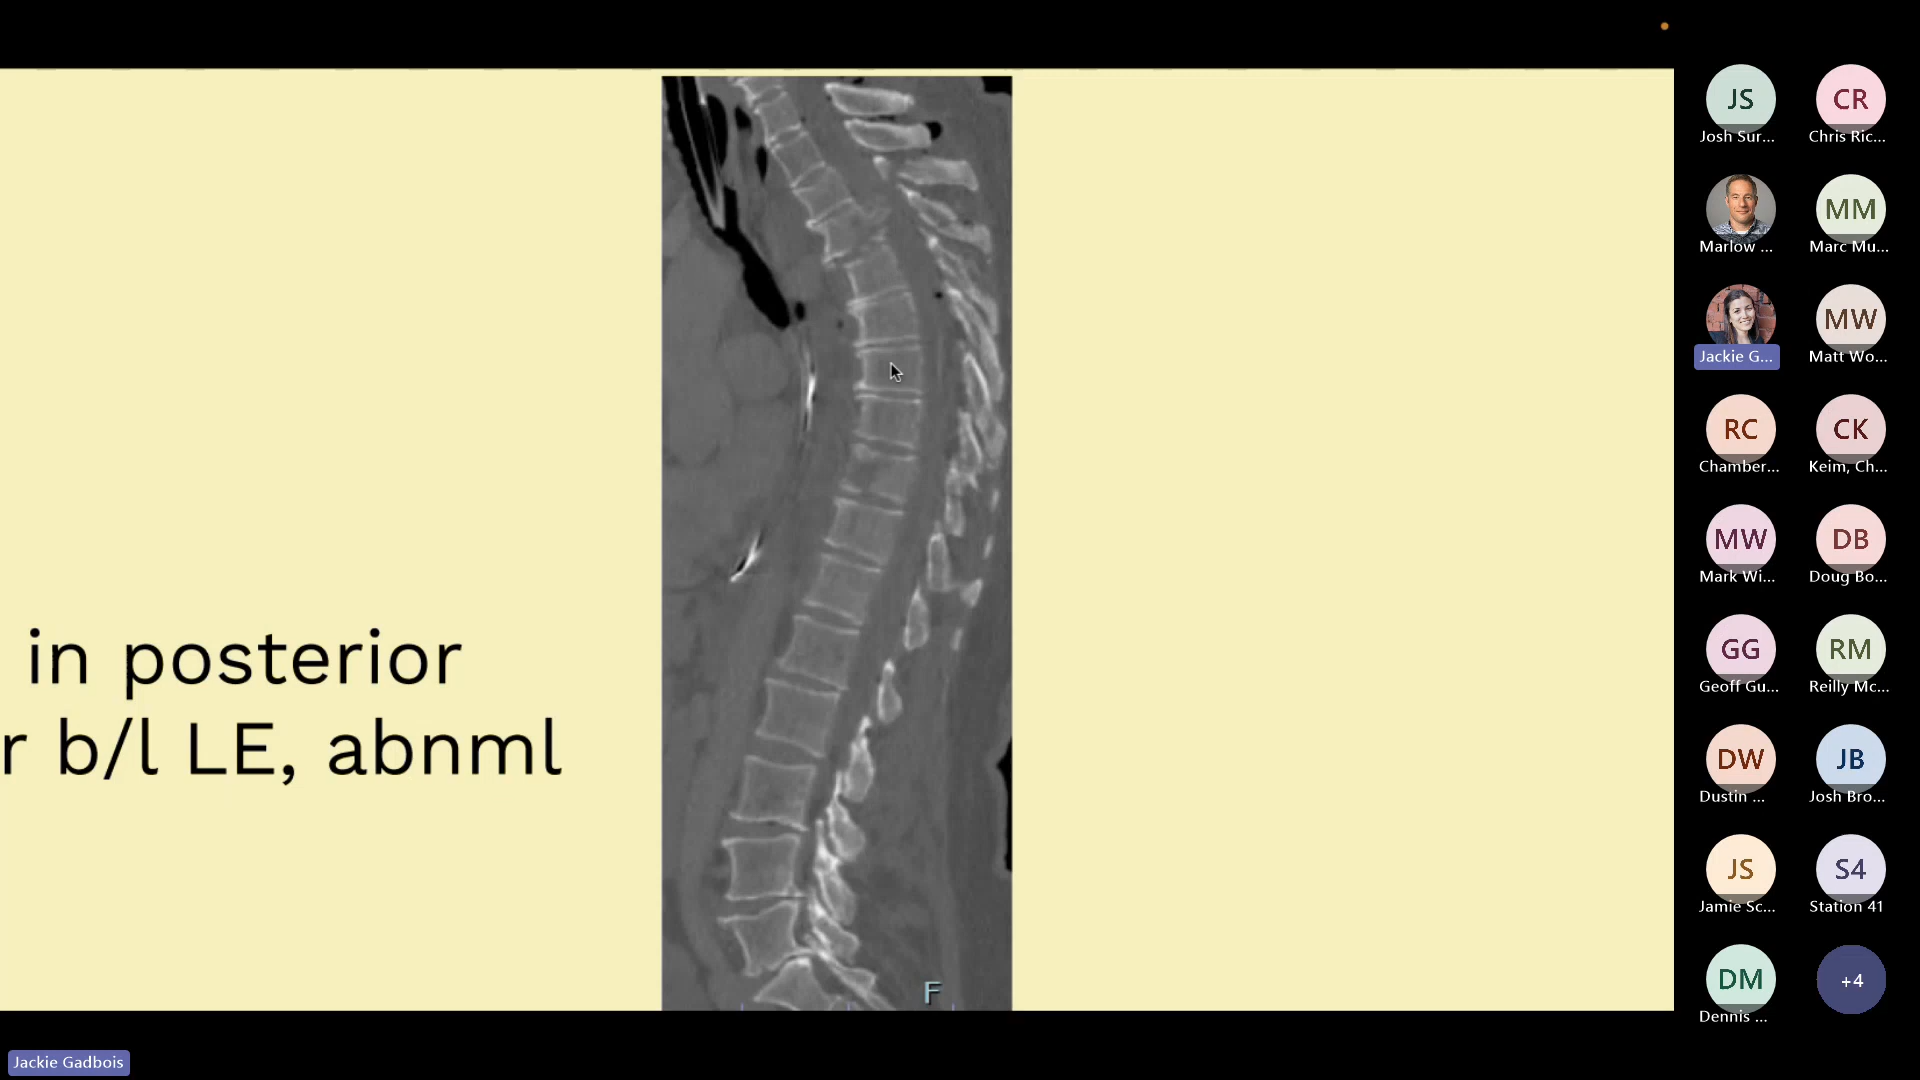 in posterior
r b/l LE, abnml
F
JS
Josh Sur...
CR
Chris Ric...
Marlow ...
MM
Marc Mu...
Jackie G...
MW
Matt Wo...
RC
Chamber...
CK
Keim, Ch...
MW
Mark Wi...
DB
Doug Bo...
GG
Geoff Gu...
RM
Reilly Mc...
DW
Dustin ...
JB
Josh Bro...
JS
Jamie Sc...
S4
Station 41
DM
Dennis ...
+4
Jackie Gadbois